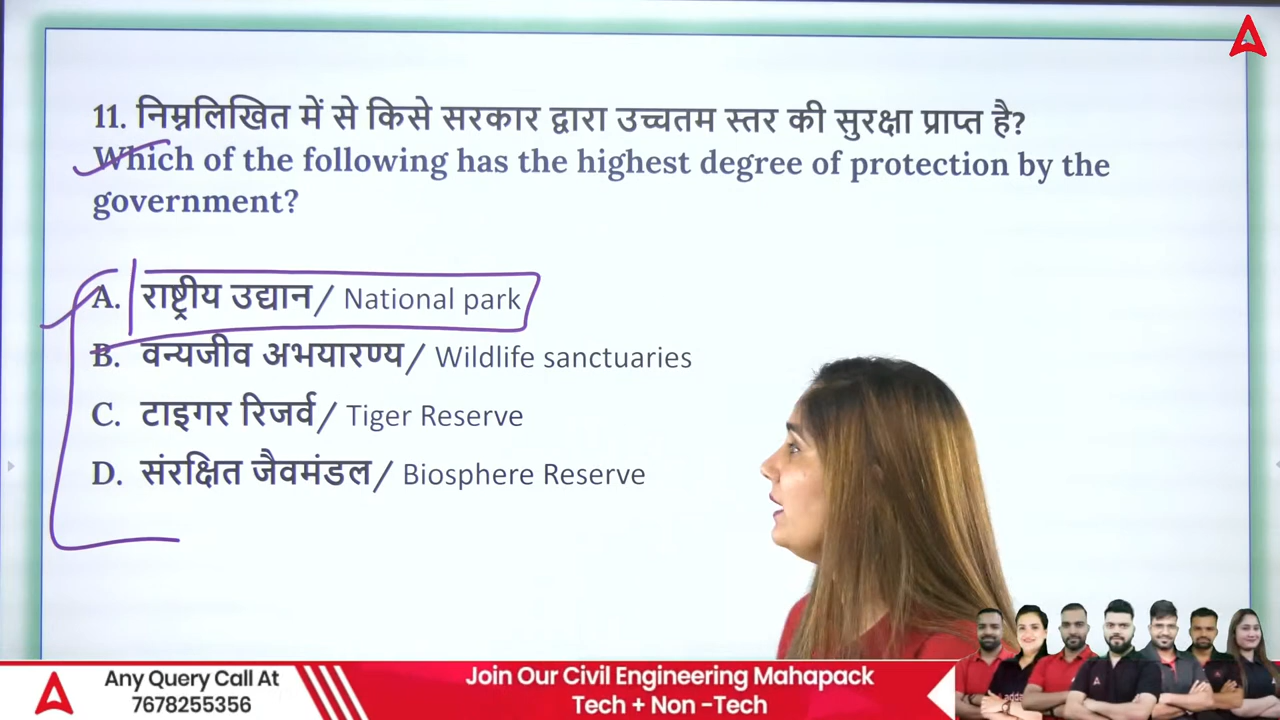 11. निम्नलिखित में से किसे सरकार द्वारा उच्चतम स्तर की सुरक्षा प्राप्त है?
Which of the following has the highest degree of protection by the
government?
A. राष्ट्रीय उद्यान/ National park
B. वन्यजीव अभयारण्य/ Wildlife sanctuaries
C. टाइगर रिजर्व/ Tiger Reserve
D. संरक्षित जैवमंडल/ Biosphere Reserve
Any Query Call At
7678255356
Join Our Civil Engineering Mahapack
Tech + Non -Tech